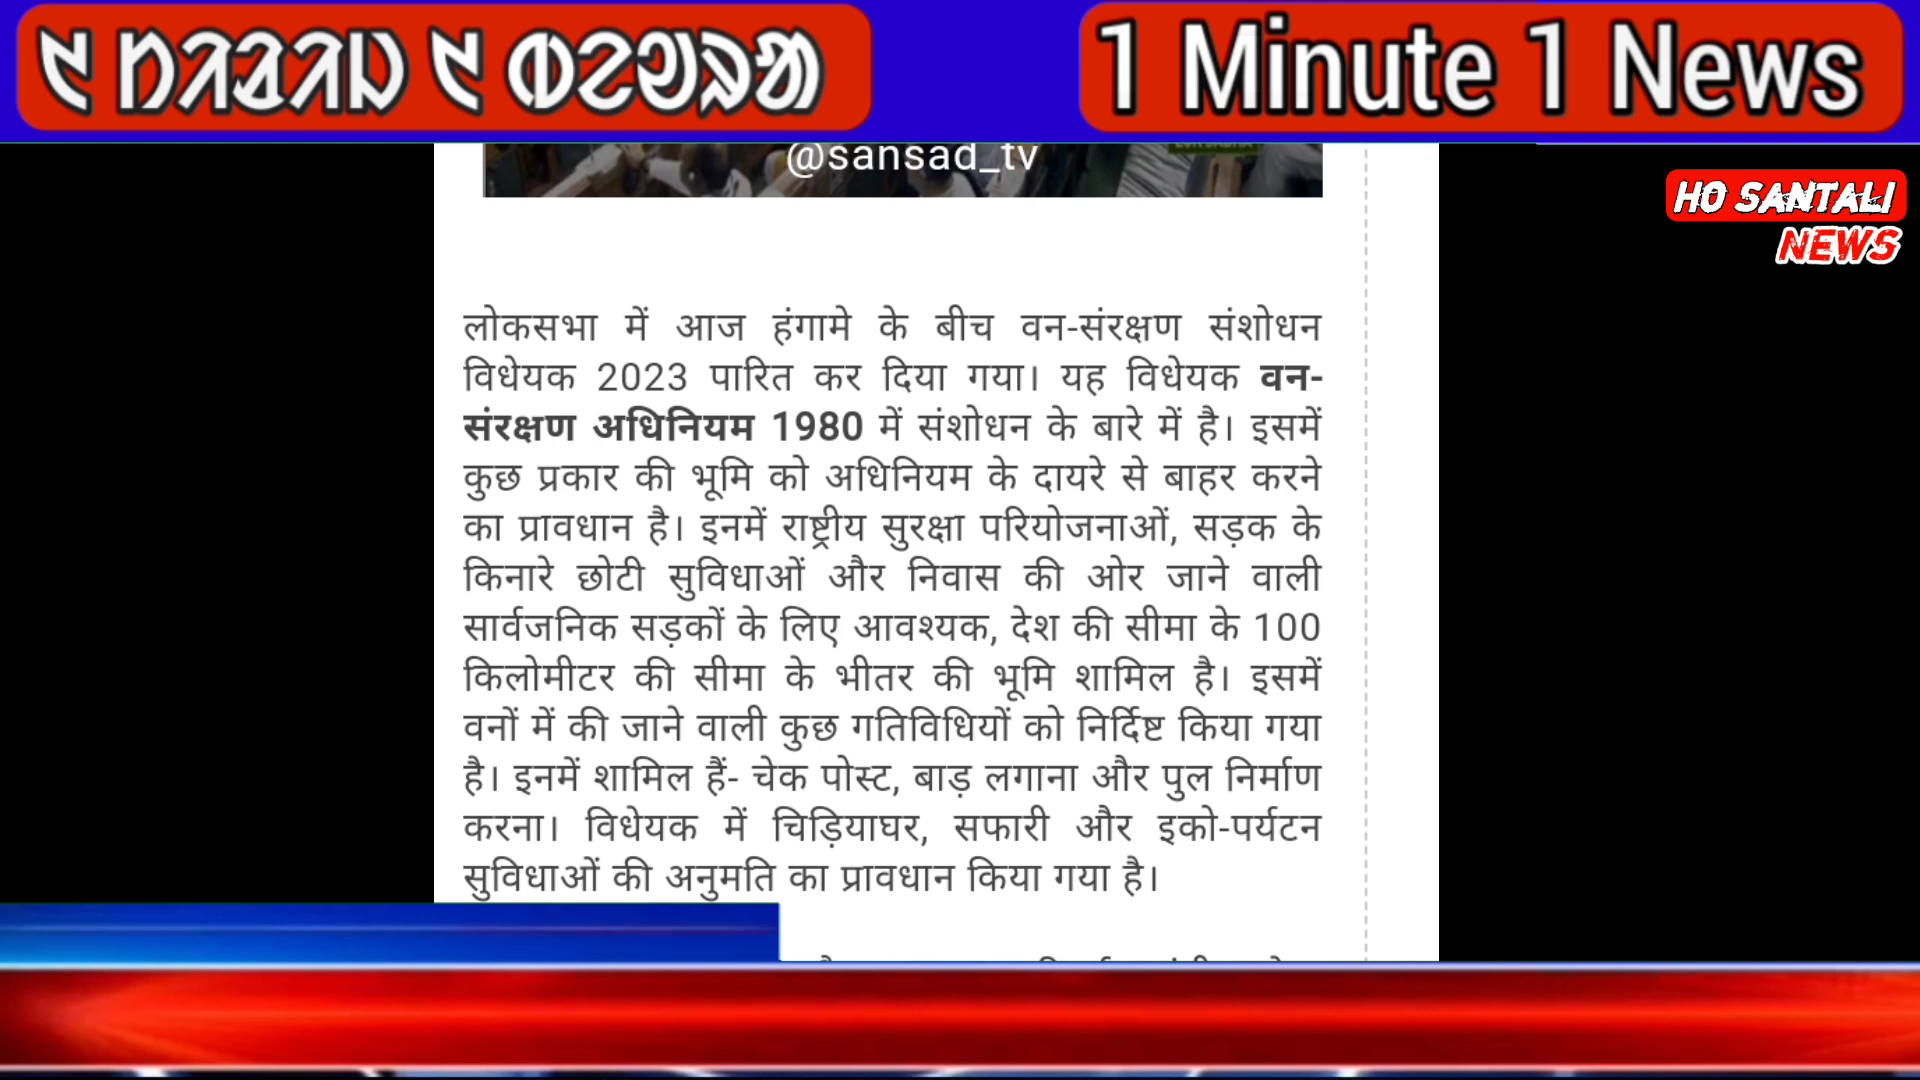 1 Minute 1 News
@sansad_tv
HO SANTALI
NEWS
लोकसभा में आज हंगामे के बीच वन-संरक्षण संशोधन
विधेयक 2023 पारित कर दिया गया। यह विधेयक वन-
संरक्षण अधिनियम 1980 में संशोधन के बारे में है। इसमें
कुछ प्रकार की भूमि को अधिनियम के दायरे से बाहर करने
का प्रावधान है। इनमें राष्ट्रीय सुरक्षा परियोजनाओं, सड़क के
किनारे छोटी सुविधाओं और निवास की ओर जाने वाली
सार्वजनिक सड़कों के लिए आवश्यक, देश की सीमा के 100
किलोमीटर की सीमा के भीतर की भूमि शामिल है। इसमें
वनों में की जाने वाली कुछ गतिविधियों को निर्दिष्ट किया गया
है। इनमें शामिल हैं- चेक पोस्ट, बाड़ लगाना और पुल निर्माण
करना। विधेयक में चिड़ियाघर, सफारी और इको-पर्यटन
सुविधाओं की अनुमति का प्रावधान किया गया है।